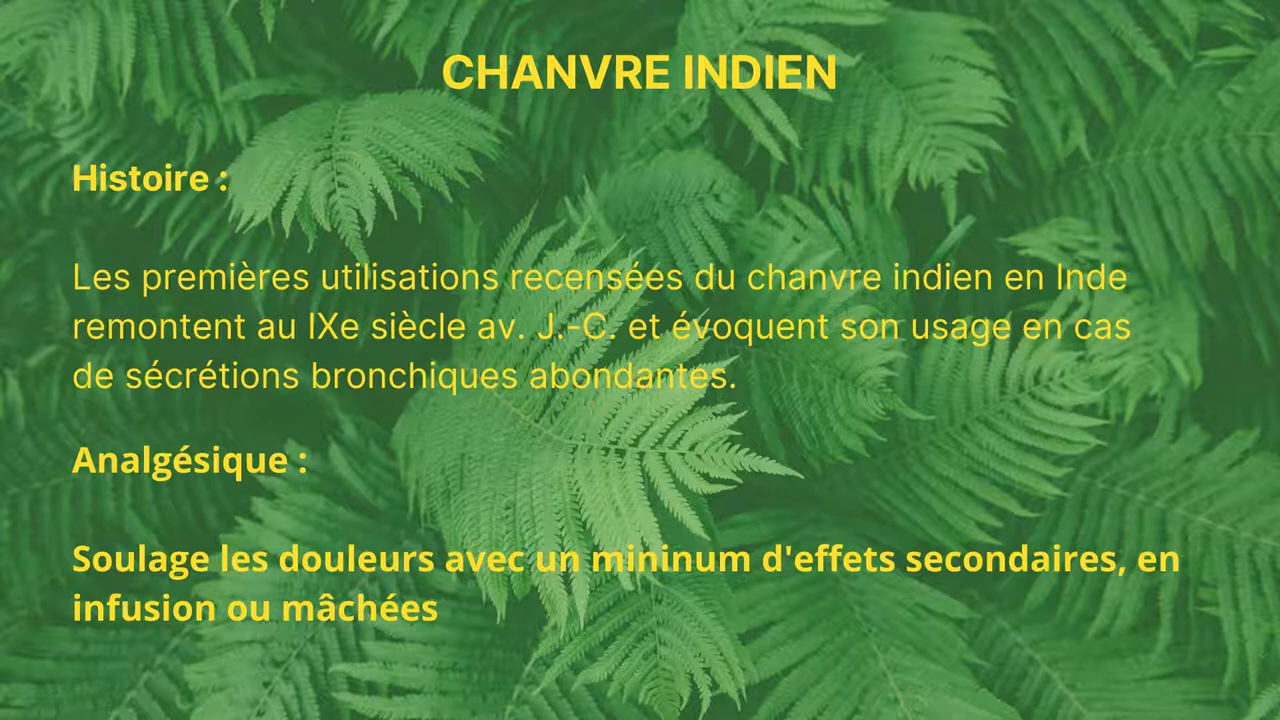 CHANVRE INDIEN
Histoire :
Les premières utilisations recensées du chanvre indien en Inde
remontent au IXe siècle av. J.-C. et évoquent son usage en cas
de sécrétions bronchiques abondantes.
Analgésique :
Soulage les douleurs avec un mininum d'effets secondaires, en
infusion ou mâchées